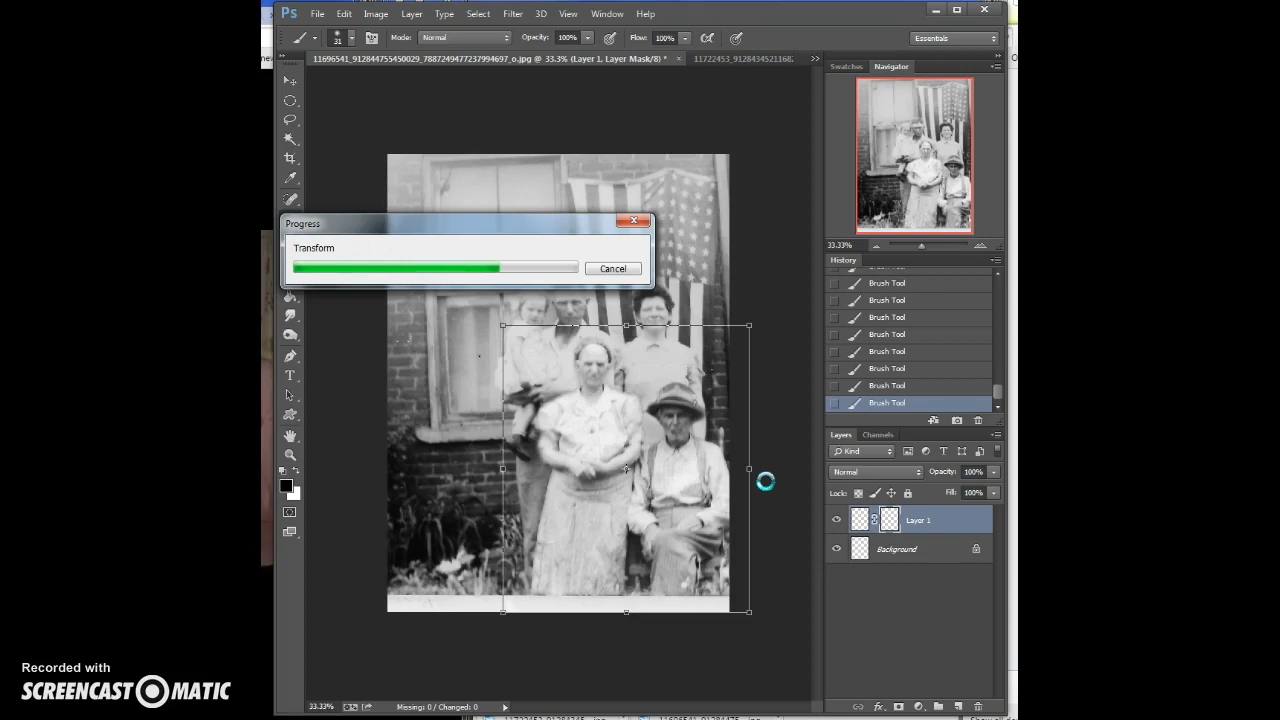 Ps File Edit Image Layer Type Select Filter 3D View Window Help
31 Mode: Normal Opacity: 100% Flow: 100% Essentials
11696541_912844755450029_7887249477237994697_o.jpg @ 33.3% (Layer 1, Layer Mask/8) * × 11722453_9128434521168
Swatches Navigator
Progress
Transform
Cancel
33.33%
History
Brush Tool
Brush Tool
Brush Tool
Brush Tool
Brush Tool
Brush Tool
Brush Tool
Brush Tool
Layers Channels
Kind
Normal Opacity: 100%
Lock: Fill: 100%
Layer 1
Background
Recorded with
SCREENCAST MATIC
33.33% Missing: 0 / Changed: 0